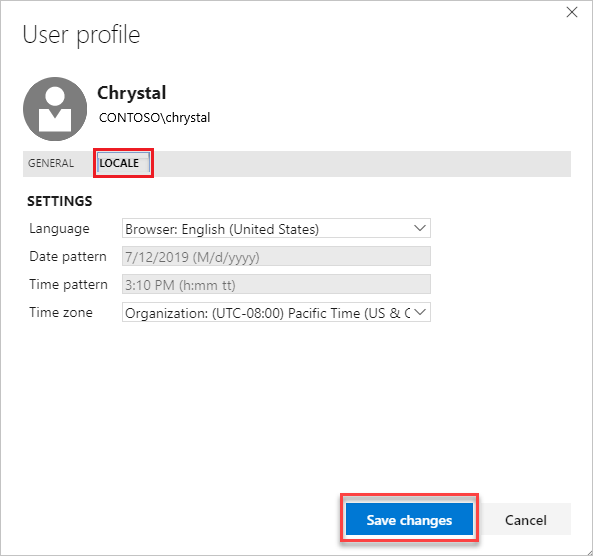 User profile
Chrystal
CONTOSO\chrystal
GENERAL LOCALE
SETTINGS
Language Browser: English (United States)
Date pattern 7/12/2019 (M/d/yyyy)
Time pattern 3:10 PM (h:mm tt)
Time zone Organization: (UTC-08:00) Pacific Time (US & C
Save changes Cancel